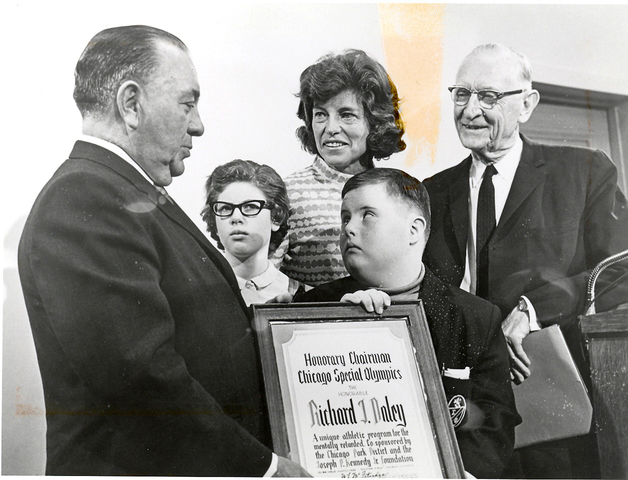 Honorary Chairman
Chicago Special Olympics
THE
HONORABLE
Richard J. Daley
A unique athletic program for the
mentally retarded. Co sponsored by
the Chicago Park District and the
Joseph P. Kennedy Jr. Foundation